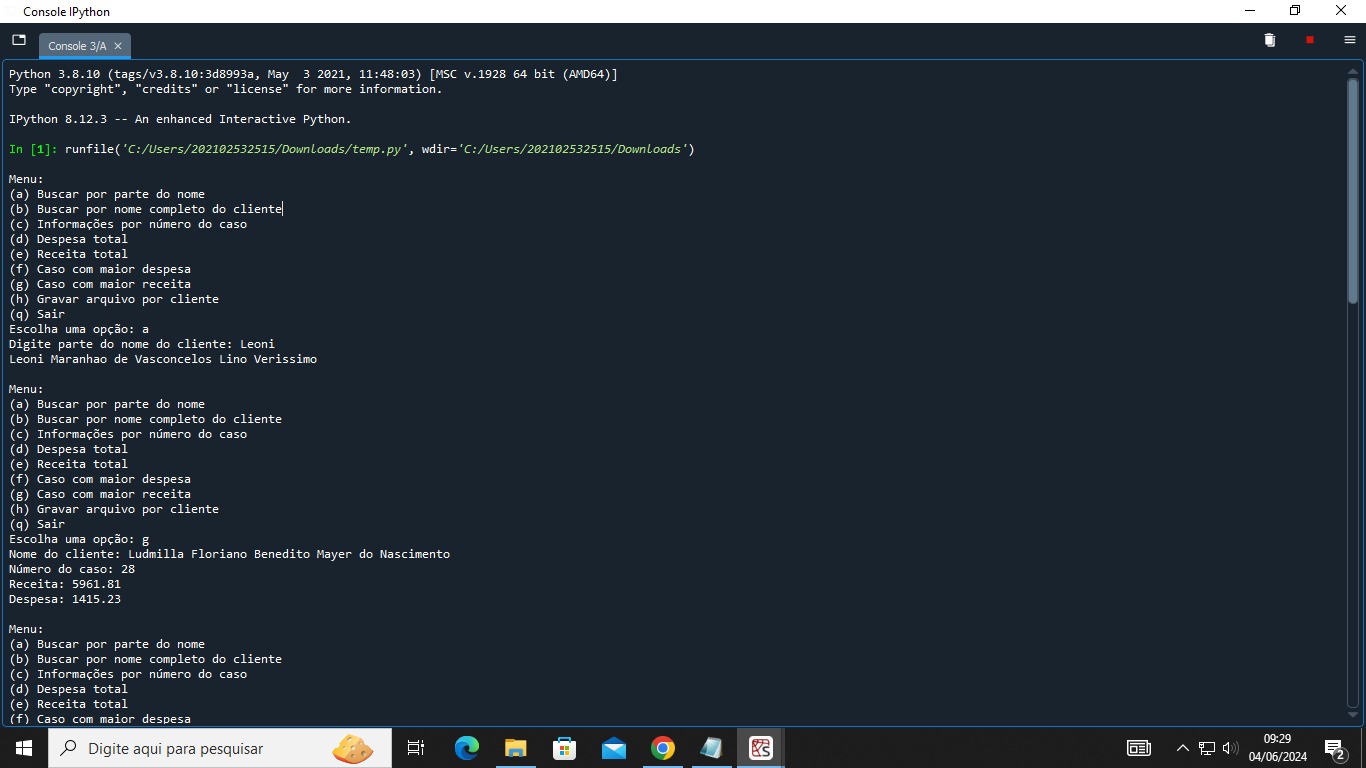 Console IPython
Console 3/A
Python 3.8.10 (tags/v3.8.10:3d8993a, May  3 2021, 11:48:03) [MSC v.1928 64 bit (AMD64)]
Type "copyright", "credits" or "license" for more information.
IPython 8.12.3 -- An enhanced Interactive Python.
In [1]: runfile('C:/Users/202102532515/Downloads/temp.py', wdir='C:/Users/202102532515/Downloads')
Menu:
(a) Buscar por parte do nome
(b) Buscar por nome completo do cliente
(c) Informações por número do caso
(d) Despesa total
(e) Receita total
(f) Caso com maior despesa
(g) Caso com maior receita
(h) Gravar arquivo por cliente
(q) Sair
Escolha uma opção: a
Digite parte do nome do cliente: Leoni
Leoni Maranhao de Vasconcelos Lino Verissimo
Menu:
(a) Buscar por parte do nome
(b) Buscar por nome completo do cliente
(c) Informações por número do caso
(d) Despesa total
(e) Receita total
(f) Caso com maior despesa
(g) Caso com maior receita
(h) Gravar arquivo por cliente
(q) Sair
Escolha uma opção: g
Nome do cliente: Ludmilla Floriano Benedito Mayer do Nascimento
Número do caso: 28
Receita: 5961.81
Despesa: 1415.23
Menu:
(a) Buscar por parte do nome
(b) Buscar por nome completo do cliente
(c) Informações por número do caso
(d) Despesa total
(e) Receita total
(f) Caso com maior despesa
Digite aqui para pesquisar
09:29
04/06/2024
2